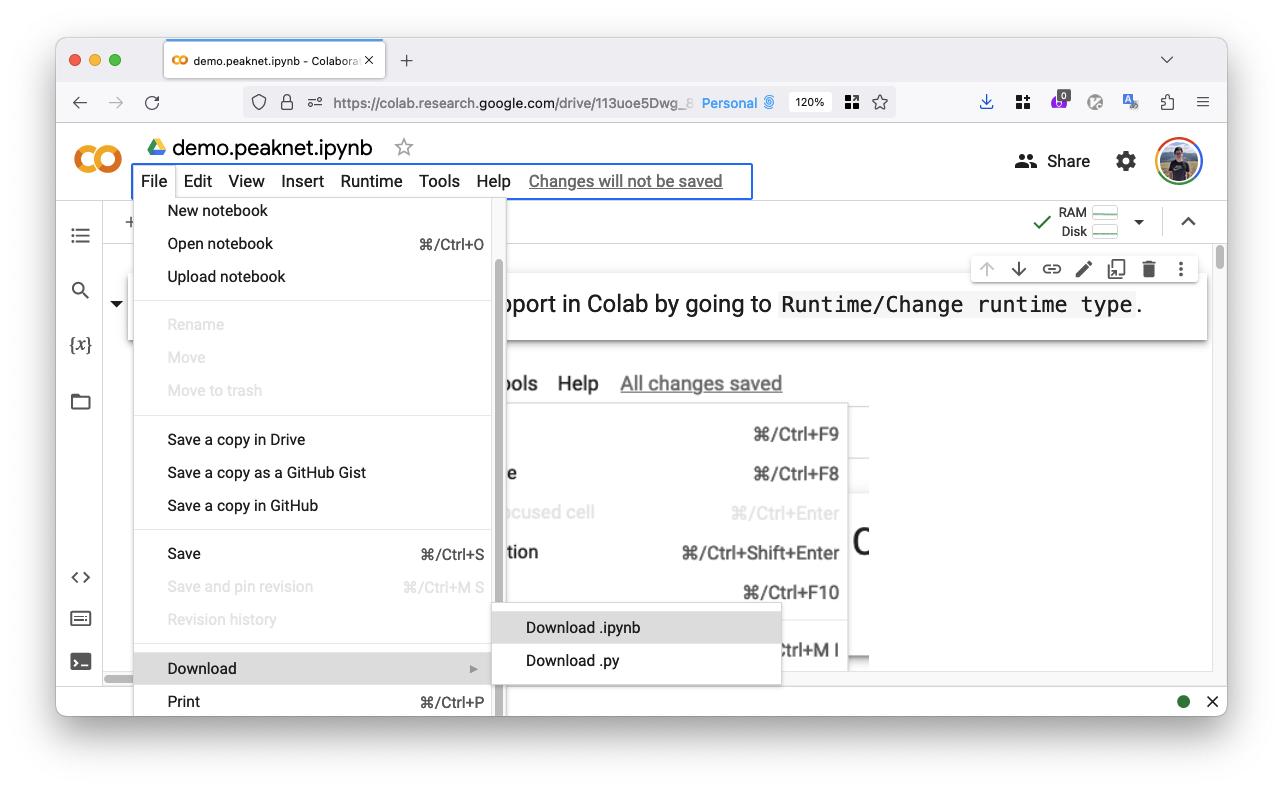 demo.peaknet.ipynb - Colabora
https://colab.research.google.com/drive/113uoe5Dwg_8
Personal
120%
0
demo.peaknet.ipynb
Share
File Edit View Insert Runtime Tools Help Changes will not be saved
RAM
Disk
New notebook
Open notebook ⌘/Ctrl+O
Upload notebook
pport in Colab by going to Runtime/Change runtime type.
{x}
Rename
Move
Move to trash
ools Help All changes saved
⌘/Ctrl+F9
Save a copy in Drive
Save a copy as a GitHub Gist
e ⌘/Ctrl+F8
Save a copy in GitHub
ocused cell ⌘/Ctrl+Enter
Save ⌘/Ctrl+S
tion ⌘/Ctrl+Shift+Enter
C
Save and pin revision ⌘/Ctrl+M S
⌘/Ctrl+F10
Revision history
Download .ipynb
Download .py
Ctrl+M I
Download
Print ⌘/Ctrl+P